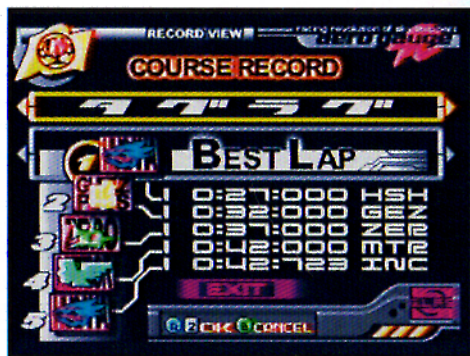 RECORD VIEW
aero gauge
COURSE RECORD
タグラグ
1 BEST LAP
2 0:27:000 HSH
3 0:32:000 GEZ
0:37:000 ZER
4 0:42:000 MTR
5 0:42:723 INC
EXIT
OK CANCEL